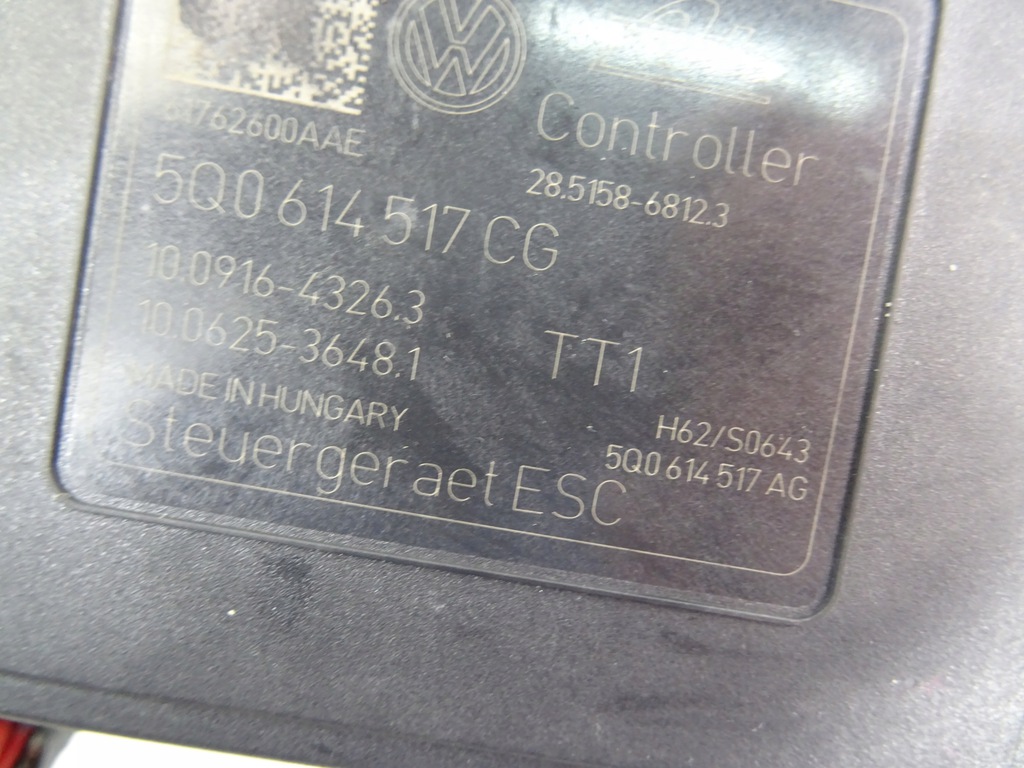 Controller
28.5158-6812.3
5Q0 614 517 CG
10.0916-4326.3
10.0625-3648.1
TT1
MADE IN HUNGARY
H62/S0643
5Q0 614 517 AG
Steuergeraet ESC